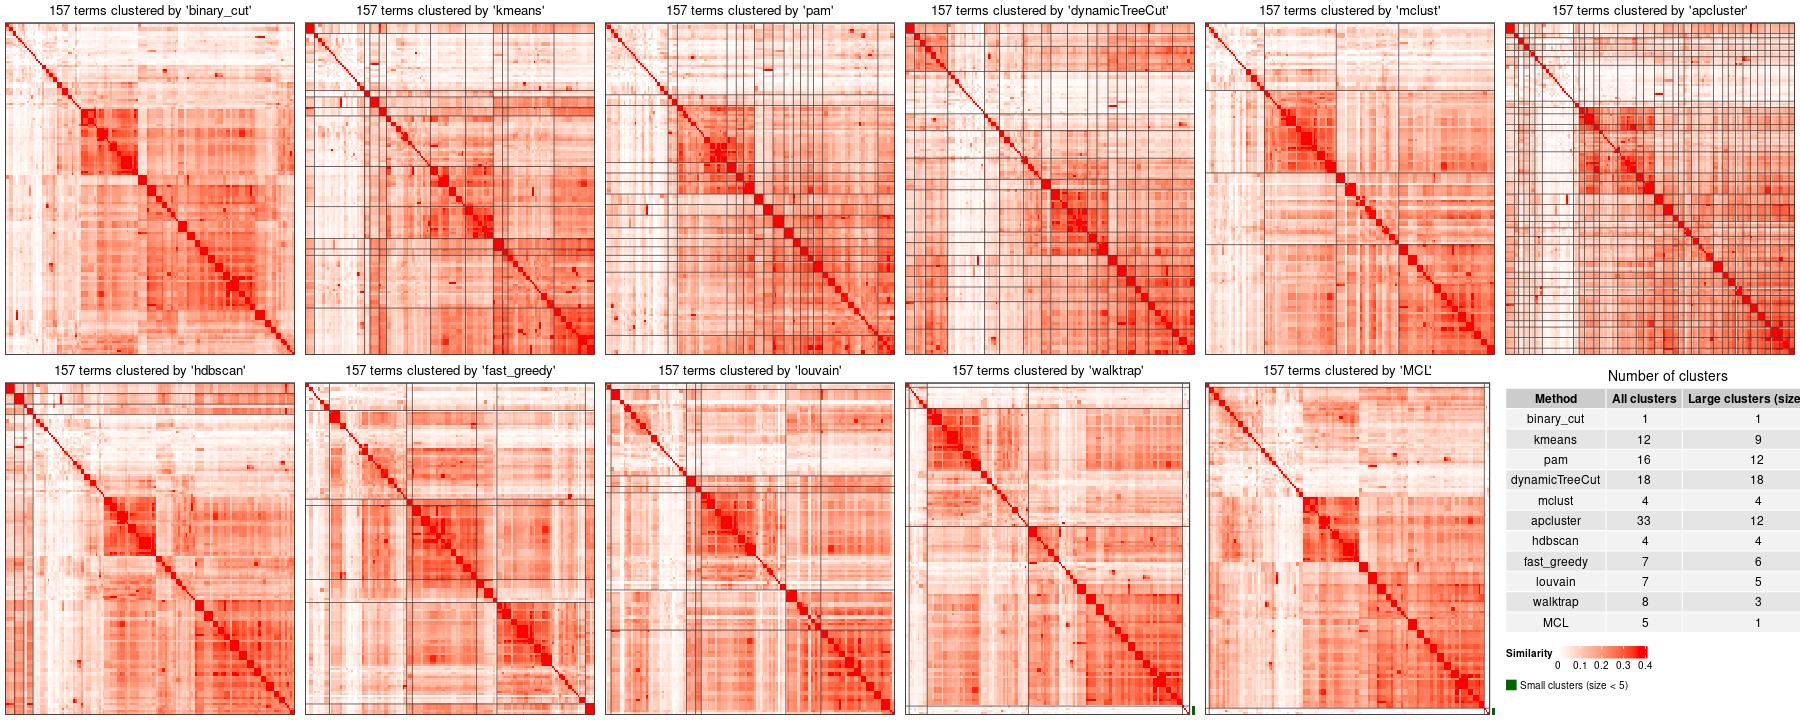 157 terms clustered by 'binary_cut'
157 terms clustered by 'kmeans'
157 terms clustered by 'pam'
157 terms clustered by 'dynamicTreeCut'
157 terms clustered by 'mclust'
157 terms clustered by 'apcluster'
157 terms clustered by 'hdbscan'
157 terms clustered by 'fast_greedy'
157 terms clustered by 'louvain'
157 terms clustered by 'walktrap'
157 terms clustered by 'MCL'
Number of clusters
Method All clusters Large clusters (size
binary_cut 1 1
kmeans 12 9
pam 16 12
dynamicTreeCut 18 18
mclust 4 4
apcluster 33 12
hdbscan 4 4
fast_greedy 7 6
louvain 7 5
walktrap 8 3
MCL 5 1
Similarity
0 0.1 0.2 0.3 0.4
Small clusters (size < 5)